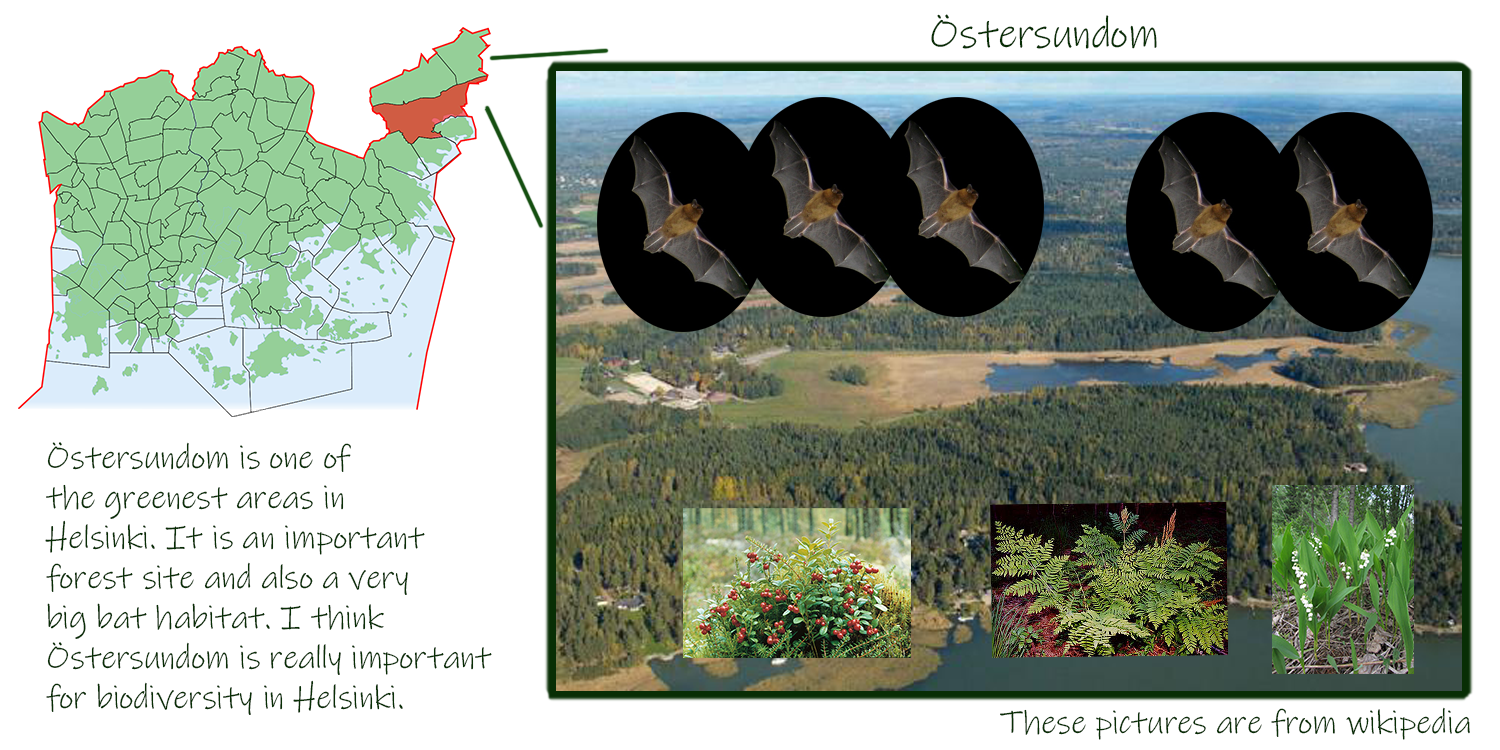 Östersundom
Östersundom is one of
the greenest areas in
Helsinki. It is an important
forest site and also a very
big bat habitat. I think
Östersundom is really important
for biodiversity in Helsinki.
These pictures are from wikipedia